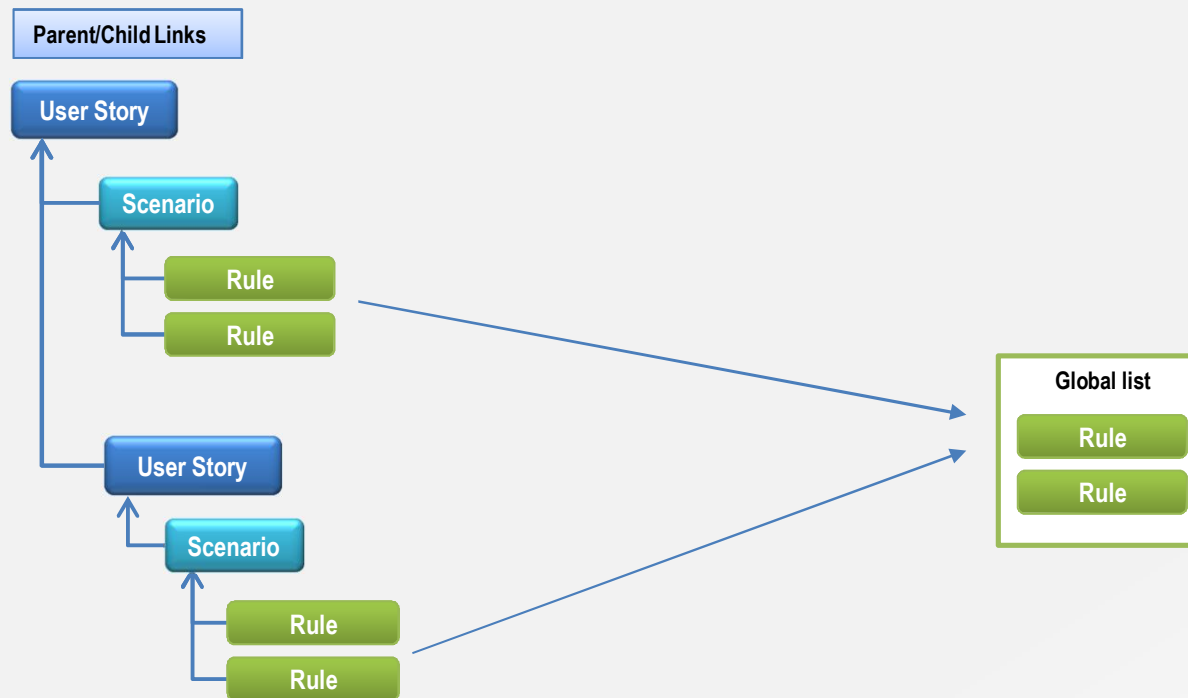 Parent/Child Links
User Story
Scenario
Rule
Rule
User Story
Scenario
Rule
Rule
Global list
Rule
Rule